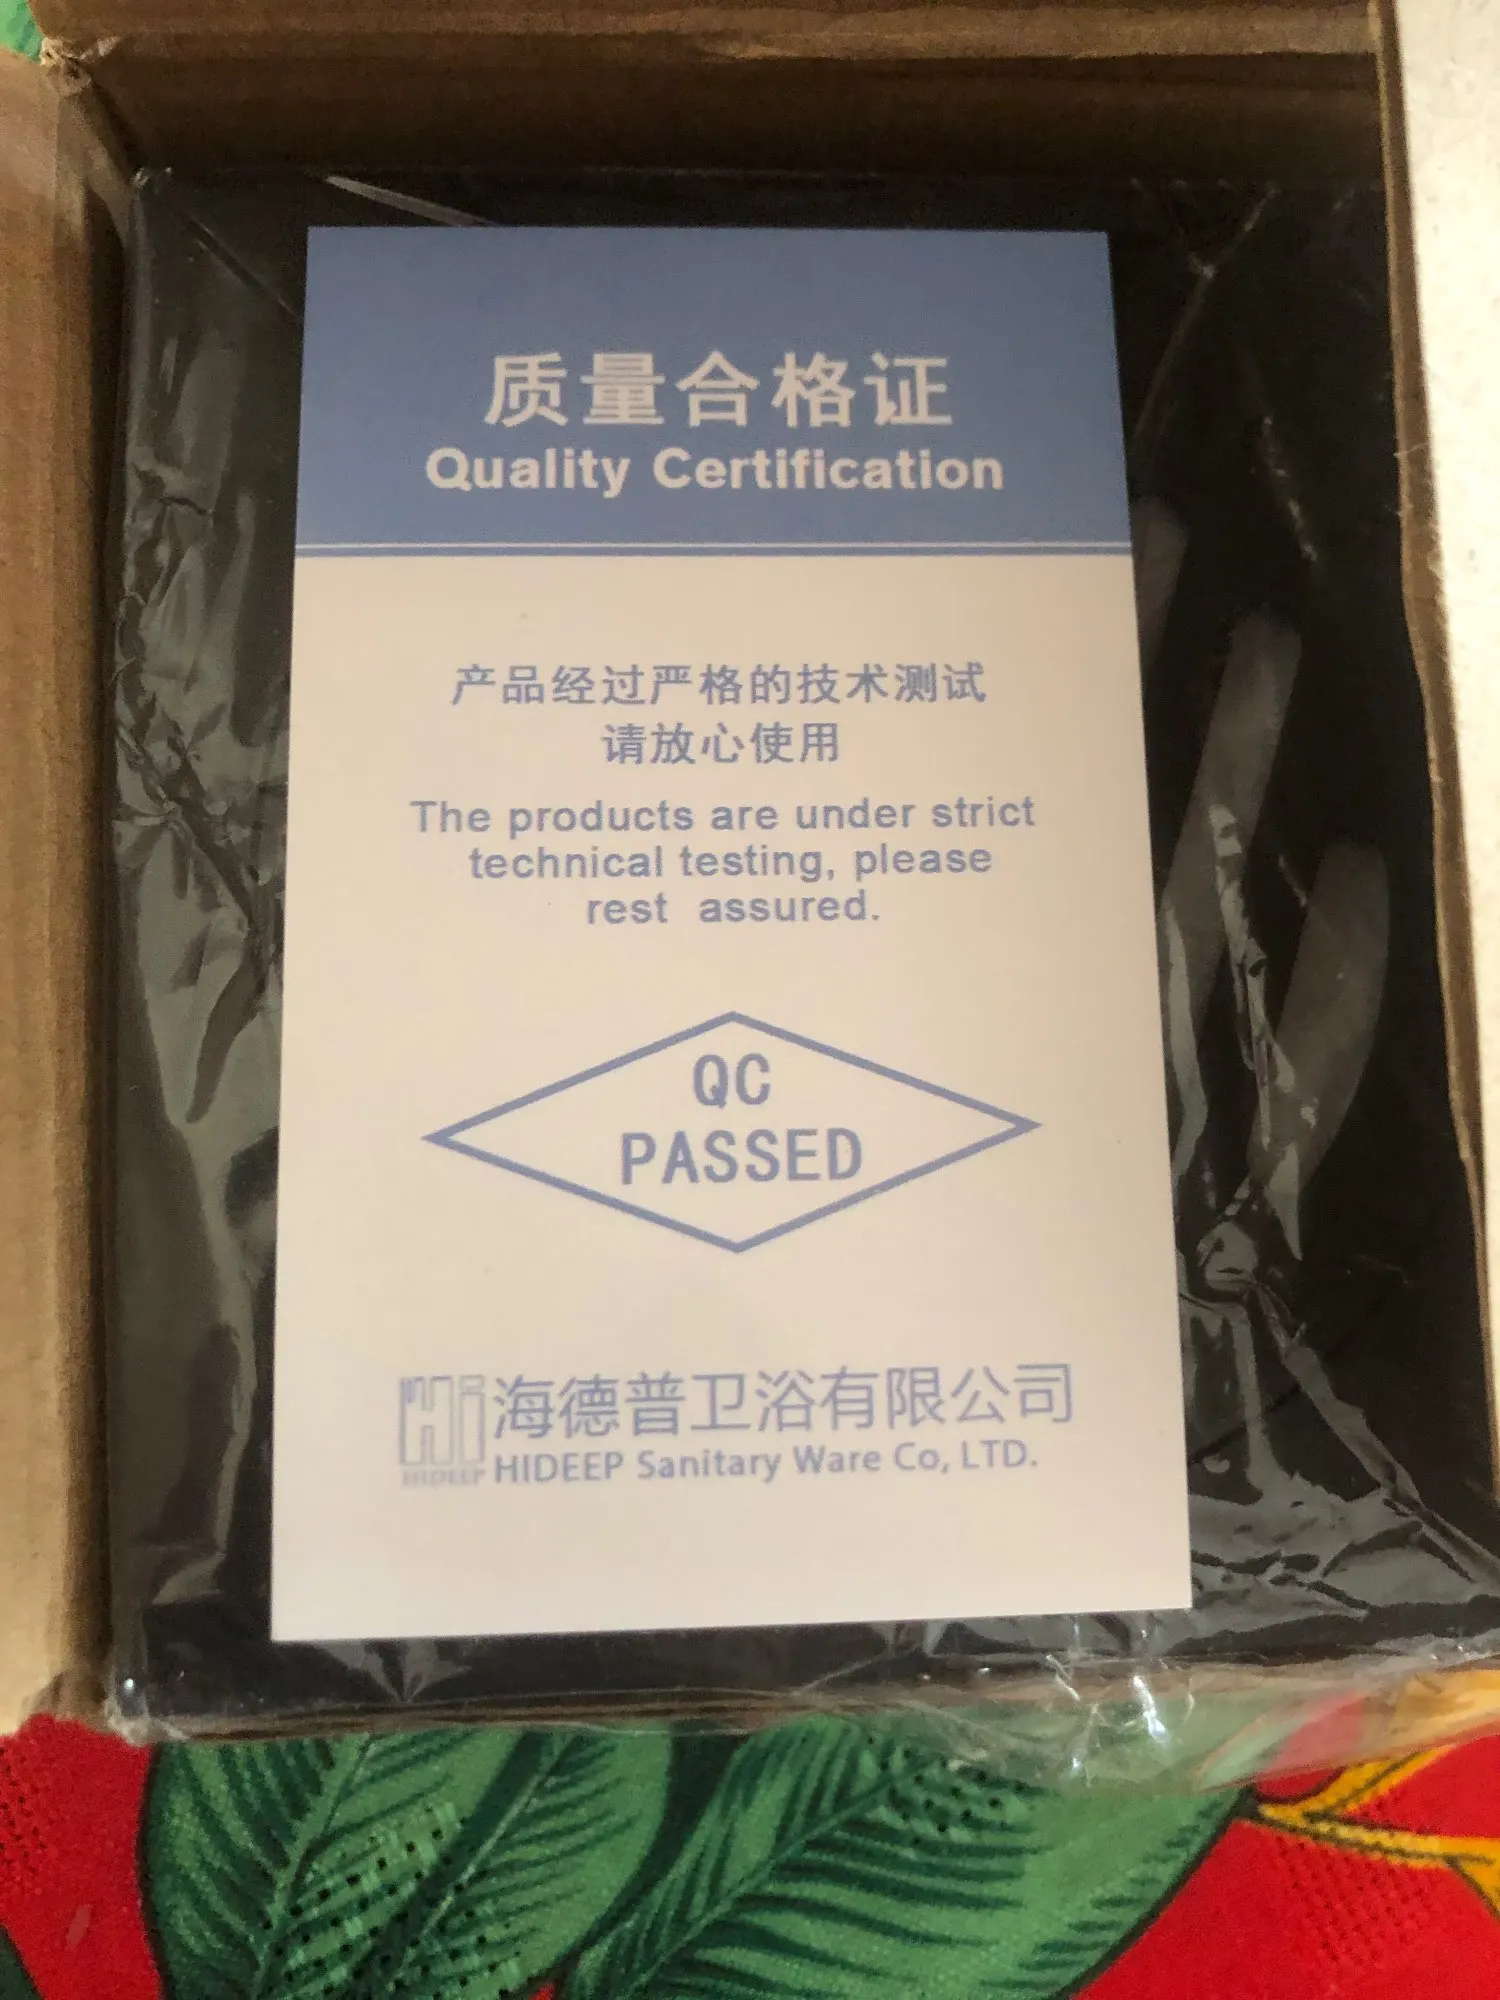 质量合格证
Quality Certification
产品经过严格的技术测试
请放心使用
The products are under strict
technical testing, please
rest assured.
QC
PASSED
Hi
HIDEEP
海德普卫浴有限公司
HIDEEP Sanitary Ware Co, LTD.